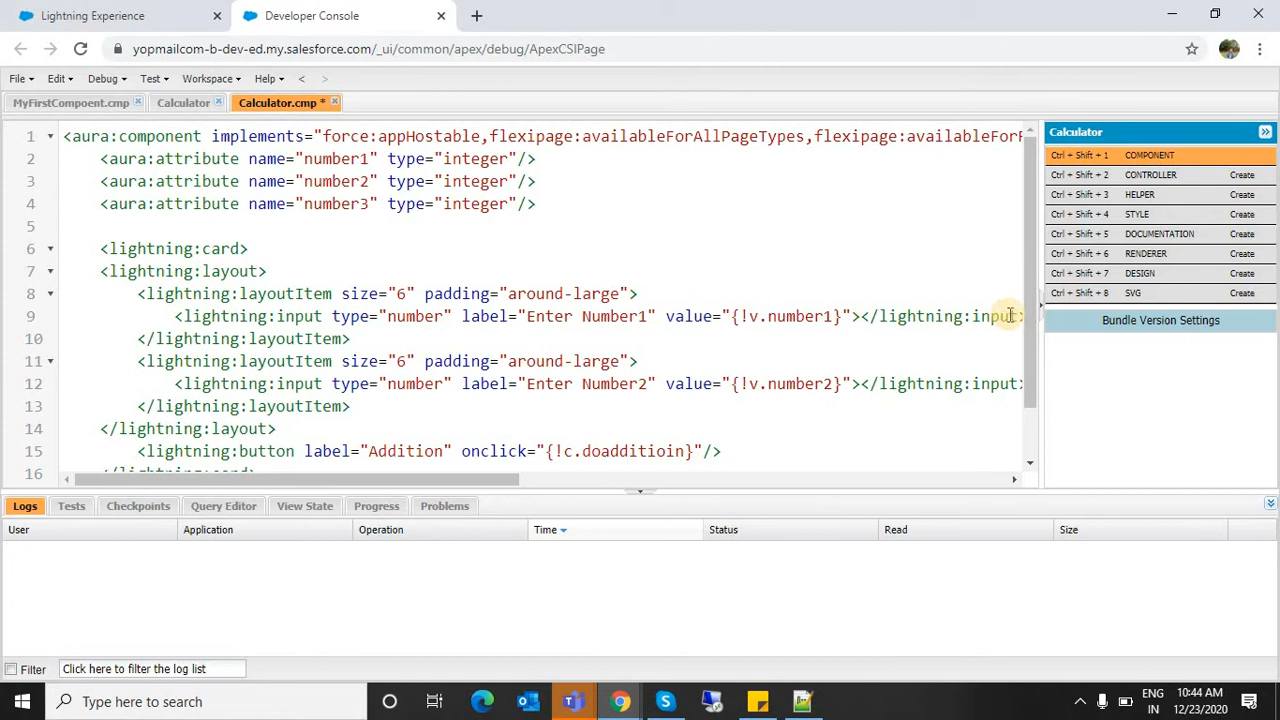 Lightning Experience
Developer Console
yopmailcom-b-dev-ed.my.salesforce.com/_ui/common/apex/debug/ApexCSIPage
File Edit Debug Test Workspace Help < >
MyFirstCompoent.cmp Calculator Calculator.cmp *
1 <aura:component implements="force:appHostable,flexipage:availableForAllPageTypes,flexipage:availableForR
2 <aura:attribute name="number1" type="integer"/>
3 <aura:attribute name="number2" type="integer"/>
4 <aura:attribute name="number3" type="integer"/>
5
6 <lightning:card>
7 <lightning:layout>
8 <lightning:layoutItem size="6" padding="around-large">
9 <lightning:input type="number" label="Enter Number1" value="{!v.number1}"></lightning:input>
10 </lightning:layoutItem>
11 <lightning:layoutItem size="6" padding="around-large">
12 <lightning:input type="number" label="Enter Number2" value="{!v.number2}"></lightning:input>
13 </lightning:layoutItem>
14 </lightning:layout>
15 <lightning:button label="Addition" onclick="{!c.doadditioin}"/>
16 </lightning:card>
Calculator
Ctrl + Shift + 1 COMPONENT
Ctrl + Shift + 2 CONTROLLER Create
Ctrl + Shift + 3 HELPER Create
Ctrl + Shift + 4 STYLE Create
Ctrl + Shift + 5 DOCUMENTATION Create
Ctrl + Shift + 6 RENDERER Create
Ctrl + Shift + 7 DESIGN Create
Ctrl + Shift + 8 SVG Create
Bundle Version Settings
Logs Tests Checkpoints Query Editor View State Progress Problems
User Application Operation Time Status Read Size
Filter Click here to filter the log list
Type here to search
ENG 10:44 AM
IN 12/23/2020